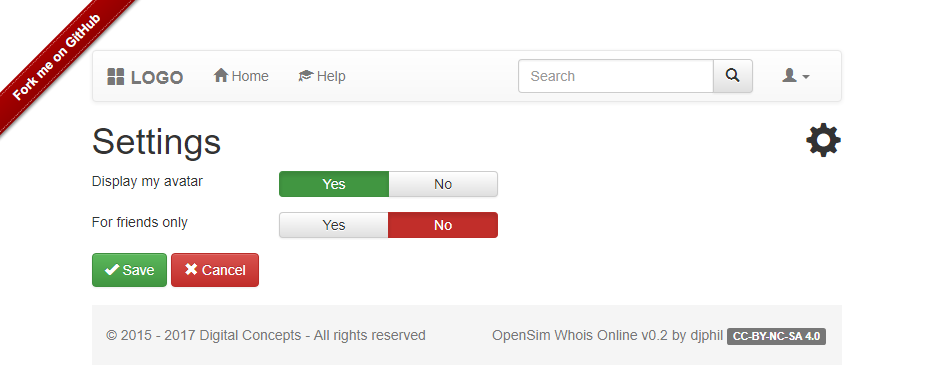 Fork me on GitHub
LOGO Home Help Search
Settings
Display my avatar Yes No
For friends only Yes No
Save Cancel
© 2015 - 2017 Digital Concepts - All rights reserved OpenSim Whois Online v0.2 by djphil CC-BY-NC-SA 4.0